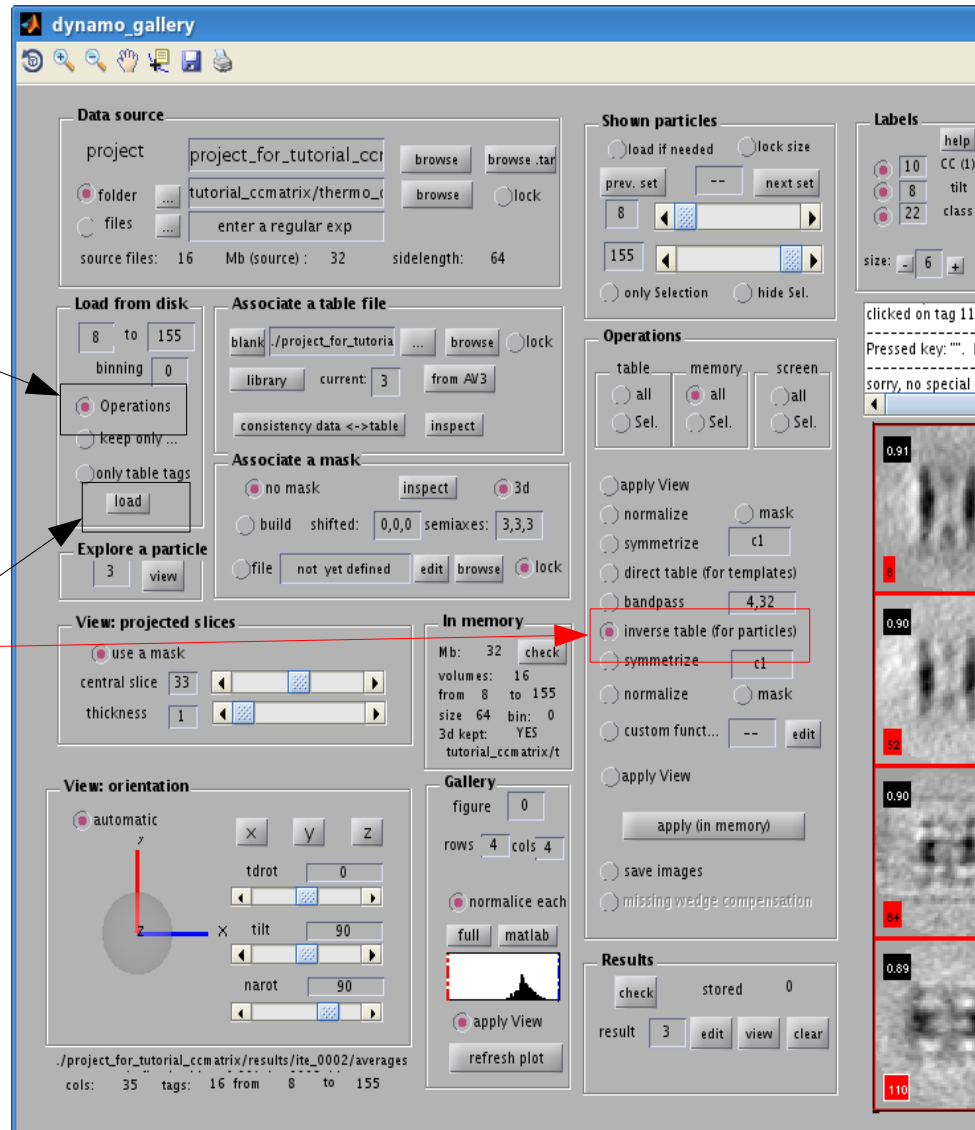 dynamo_gallery
Data source
project project_for_tutorial_ccr browse browse .tar
folder ... tutorial_ccmatrix/thermo_c browse lock
files ... enter a regular exp
source files: 16 Mb (source) : 32 sidelength: 64
Load from disk
8 to 155
binning 0
Operations
keep only ...
only table tags
load
Explore a particle
3 view
Associate a table file
blank ./project_for_tutoria ... browse lock
library current: 3 from AV3
consistency data <->table inspect
Associate a mask
no mask inspect 3d
build shifted: 0,0,0 semiaxes: 3,3,3
file not yet defined edit browse lock
View: projected slices
use a mask
central slice 33
thickness 1
In memory
Mb: 32 check
volumes: 16
from 8 to 155
size 64 bin: 0
3d kept: YES
tutorial_ccmatrix/t
View: orientation
automatic
x y z
y
Z X
tdrot 0
tilt 90
narot 90
./project_for_tutorial_ccmatrix/results/ite_0002/averages
cols: 35 tags: 16 from 8 to 155
Gallery
figure 0
rows 4 cols 4
normalice each
full matlab
apply View
refresh plot
Shown particles
load if needed lock size
prev. set -- next set
8
155
only Selection hide Sel.
Operations
table memory screen
all all all
Sel. Sel. Sel.
apply View
normalize mask
symmetrize c1
direct table (for templates)
bandpass 4,32
inverse table (for particles)
symmetrize c1
normalize mask
custom funct... -- edit
apply View
apply (in memory)
save images
missing wedge compensation
Results
check stored 0
result 3 edit view clear
Labels
help
10 CC (1)
8 tilt
22 class
size: - 6 +
clicked on tag 11
Pressed key: "".
sorry, no special
0.91
8
0.90
52
0.90
84
0.89
110